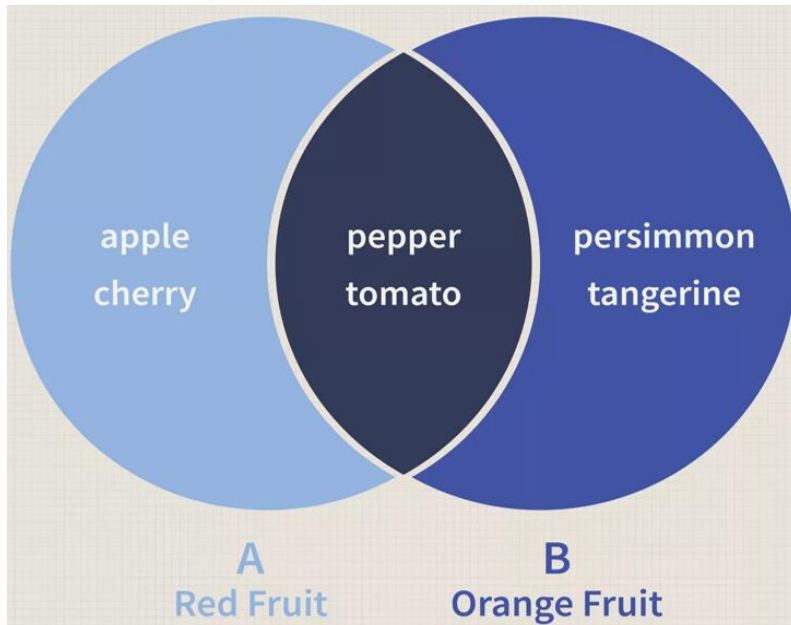 apple
cherry
pepper
tomato
persimmon
tangerine
A
Red Fruit
B
Orange Fruit